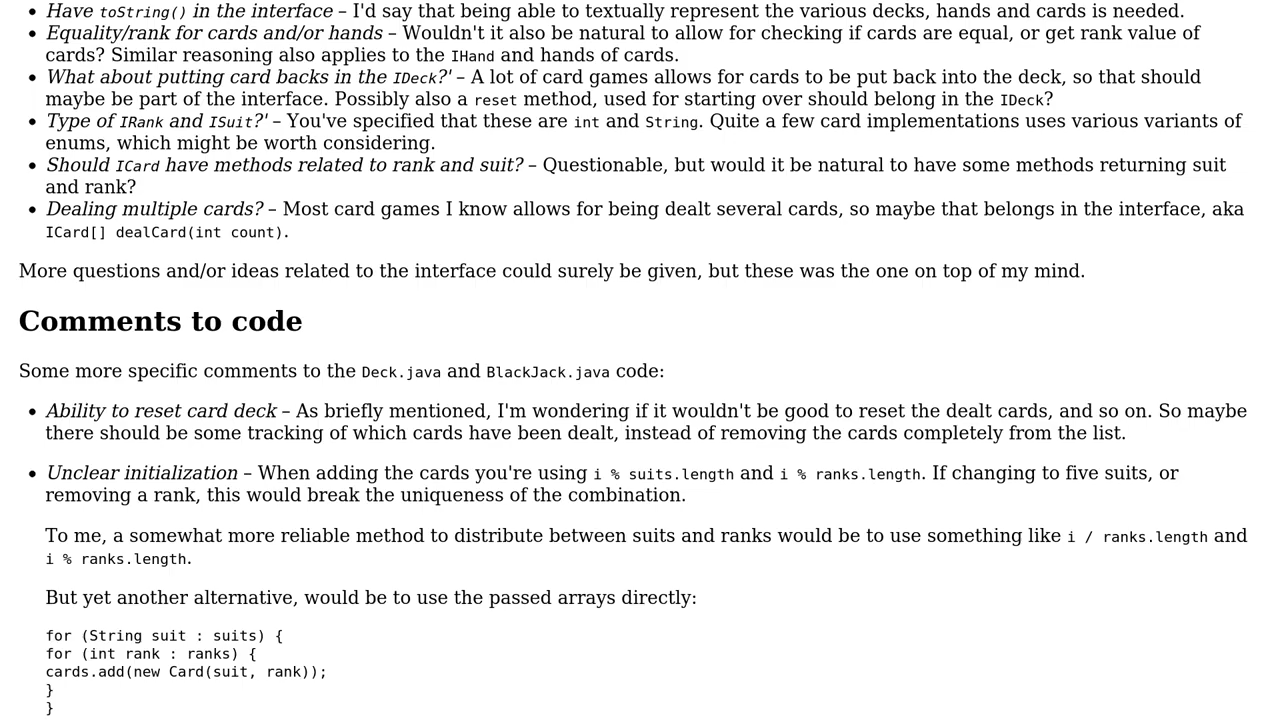 • Have toString() in the interface – I'd say that being able to textually represent the various decks, hands and cards is needed.
• Equality/rank for cards and/or hands – Wouldn't it also be natural to allow for checking if cards are equal, or get rank value of
cards? Similar reasoning also applies to the IHand and hands of cards.
• What about putting card backs in the IDeck?' – A lot of card games allows for cards to be put back into the deck, so that should
maybe be part of the interface. Possibly also a reset method, used for starting over should belong in the IDeck?
• Type of IRank and ISuit?' – You've specified that these are int and String. Quite a few card implementations uses various variants of
enums, which might be worth considering.
• Should ICard have methods related to rank and suit? – Questionable, but would it be natural to have some methods returning suit
and rank?
• Dealing multiple cards? – Most card games I know allows for being dealt several cards, so maybe that belongs in the interface, aka
ICard[] dealCard(int count).
More questions and/or ideas related to the interface could surely be given, but these was the one on top of my mind.
Comments to code
Some more specific comments to the Deck.java and BlackJack.java code:
• Ability to reset card deck – As briefly mentioned, I'm wondering if it wouldn't be good to reset the dealt cards, and so on. So maybe
there should be some tracking of which cards have been dealt, instead of removing the cards completely from the list.
• Unclear initialization – When adding the cards you're using i % suits.length and i % ranks.length. If changing to five suits, or
removing a rank, this would break the uniqueness of the combination.
To me, a somewhat more reliable method to distribute between suits and ranks would be to use something like i / ranks.length and
i % ranks.length.
But yet another alternative, would be to use the passed arrays directly:
for (String suit : suits) {
for (int rank : ranks) {
cards.add(new Card(suit, rank));
}
}